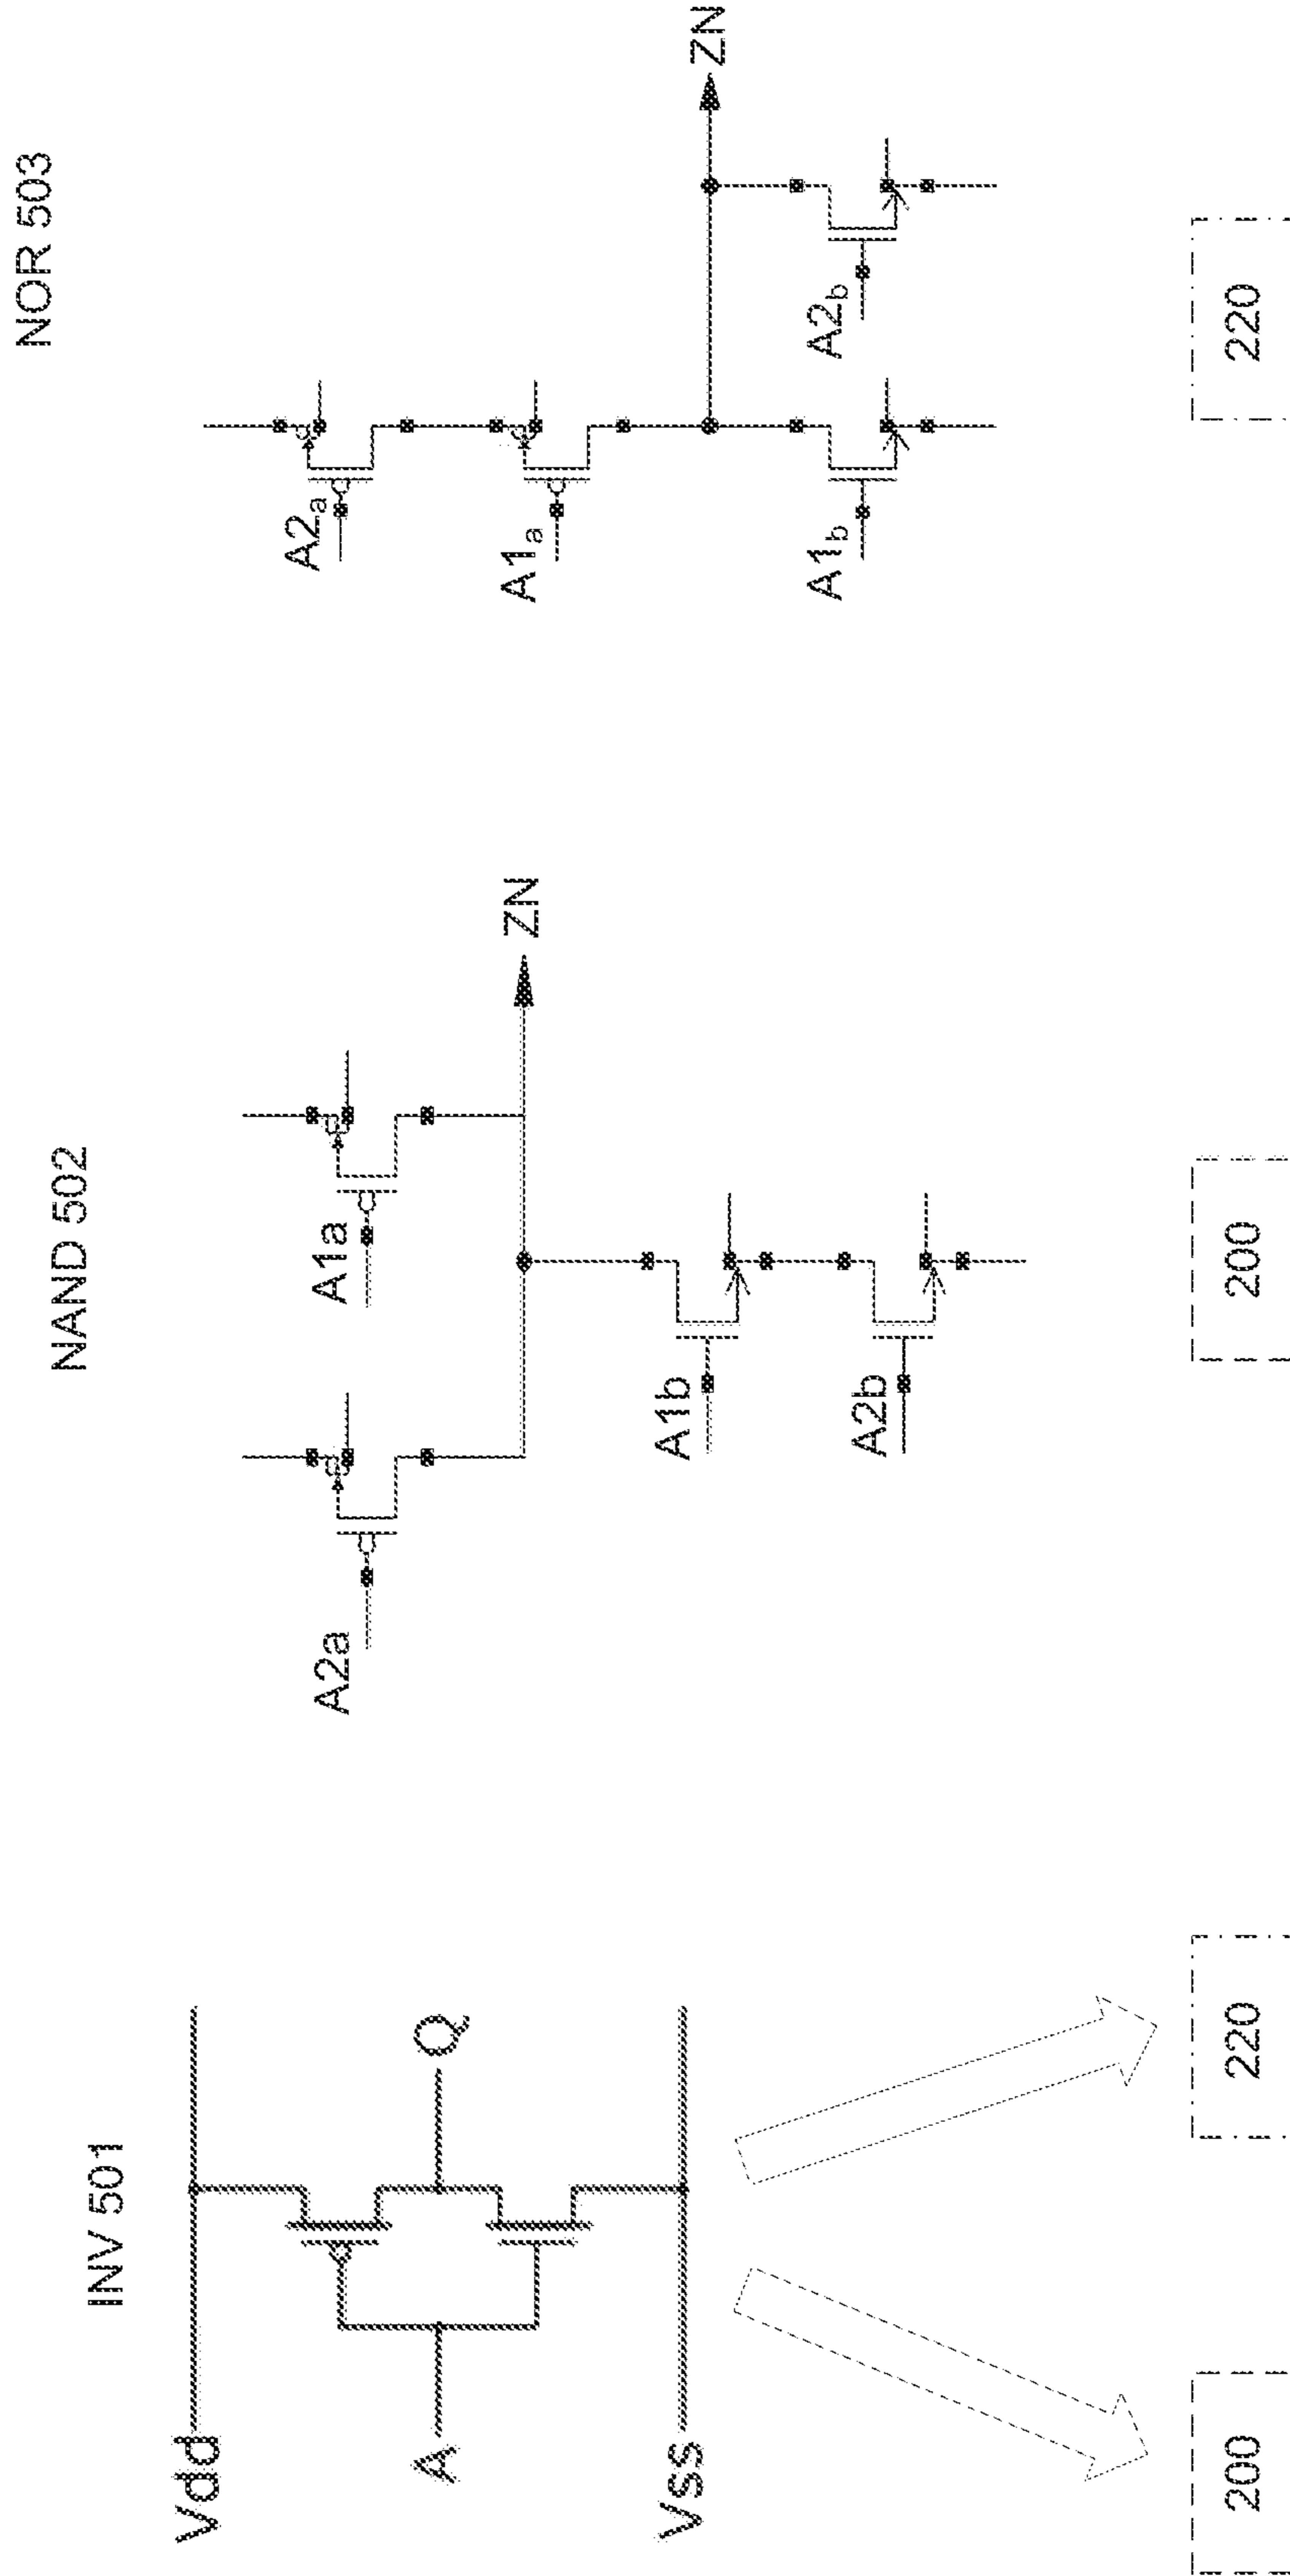 INV 501
Vdd
A
Q
Vss
200
220
NAND 502
A2a
A1a
ZN
A1b
A2b
200
NOR 503
A2a
A1a
ZN
A1b
A2b
220